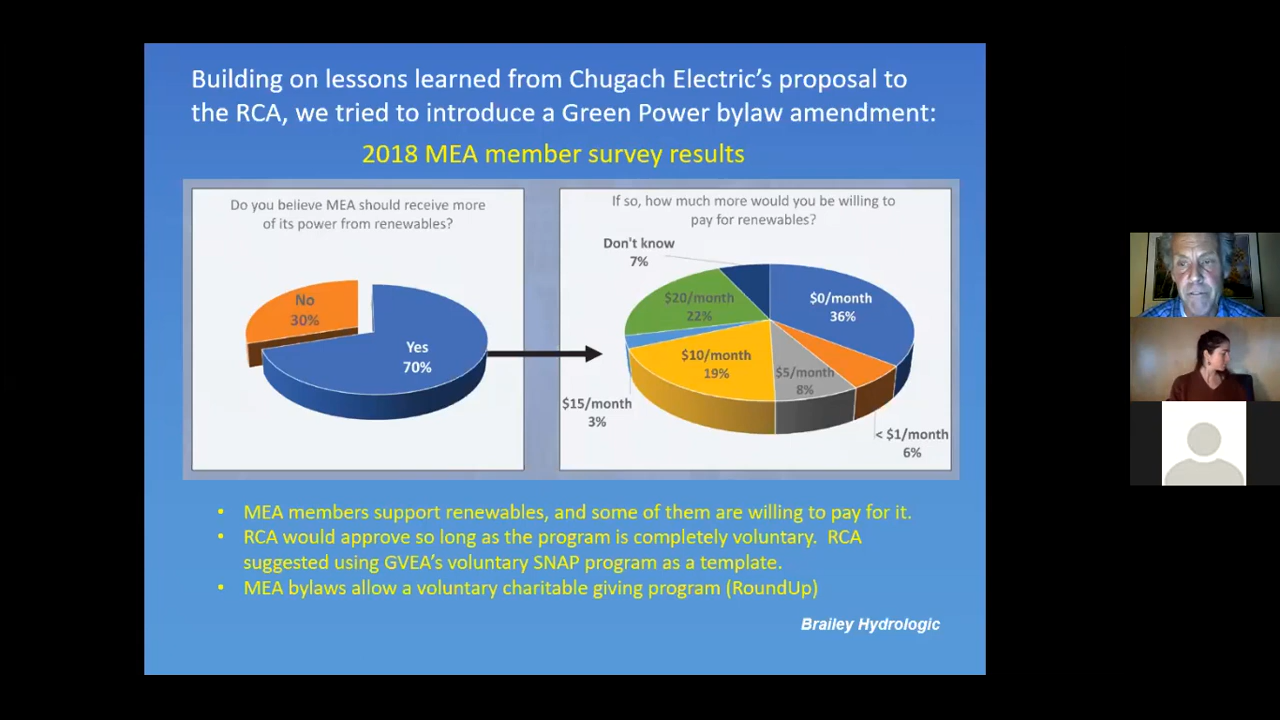 Building on lessons learned from Chugach Electric's proposal to
the RCA, we tried to introduce a Green Power bylaw amendment:
2018 MEA member survey results
Do you believe MEA should receive more
of its power from renewables?
No
30%
Yes
70%
If so, how much more would you be willing to
pay for renewables?
Don't know
7%
$0/month
36%
$20/month
22%
$10/month
19%
$5/month
8%
$15/month
3%
< $1/month
6%
• MEA members support renewables, and some of them are willing to pay for it.
• RCA would approve so long as the program is completely voluntary. RCA
suggested using GVEA's voluntary SNAP program as a template.
• MEA bylaws allow a voluntary charitable giving program (RoundUp)
Brailey Hydrologic